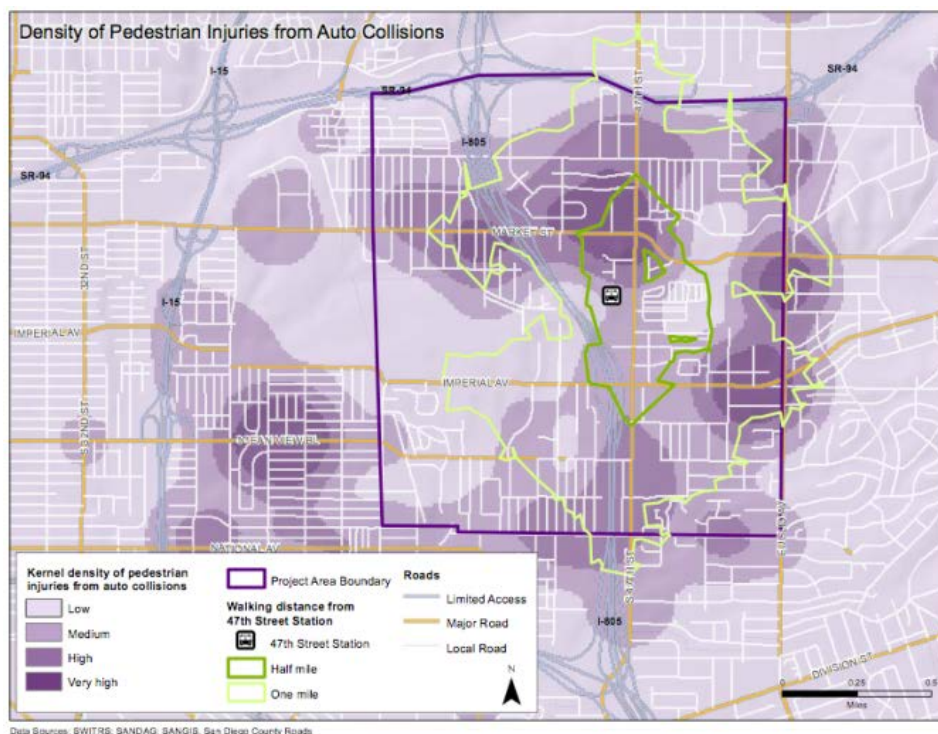 Density of Pedestrian Injuries from Auto Collisions
I-15
SR-94
SR-94
47TH ST
I-805
SR-94
MARKET ST
32ND ST
I-15
IMPERIAL AV
IMPERIAL AV
S 32ND ST
OCEAN VIEW BL
NATIONAL AV
S 47TH ST
EUCLID AV
I-805
DIVISION ST
Kernel density of pedestrian
injuries from auto collisions
Low
Medium
High
Very high
Project Area Boundary
Walking distance from
47th Street Station
47th Street Station
Half mile
One mile
Roads
Limited Access
Major Road
Local Road
N
0 0.25 0.5
Miles
Data Sources: SWITRS; SANDAG; SANGIS, San Diego County Roads